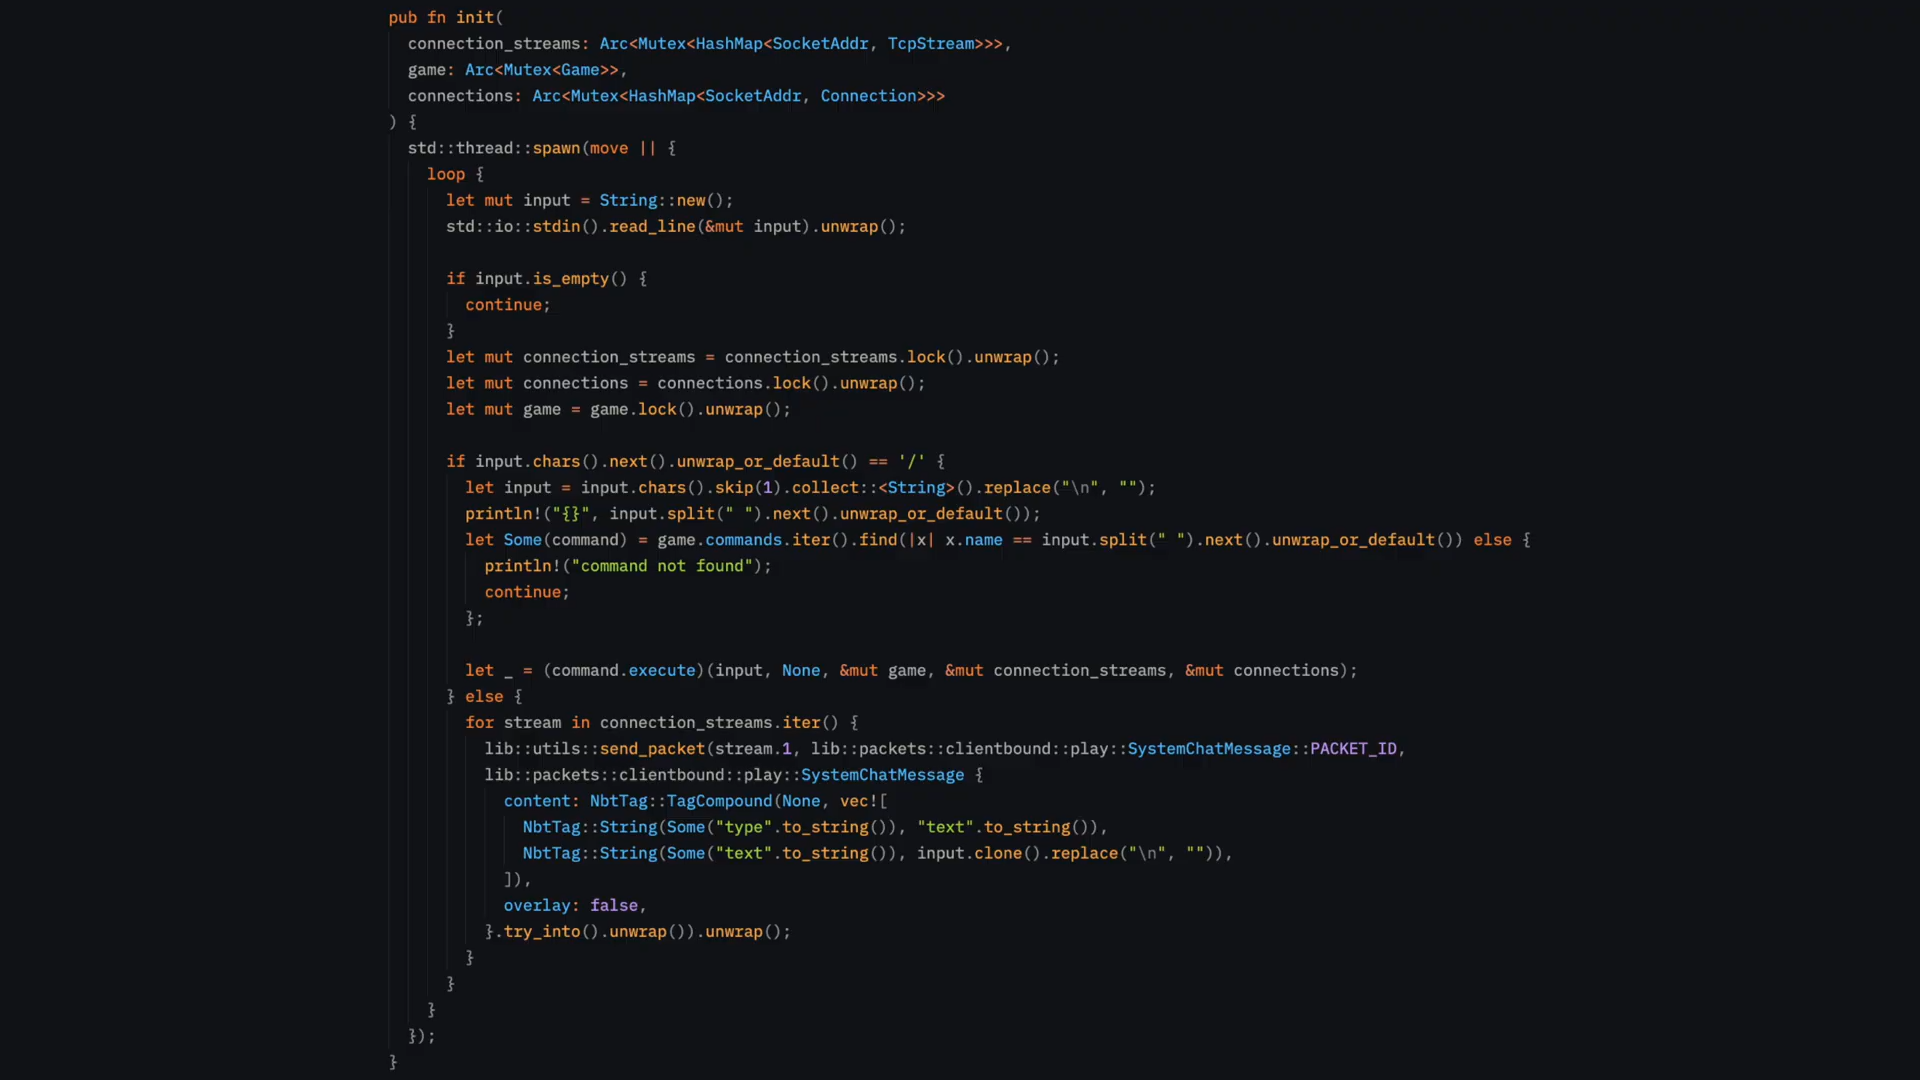 pub fn init(
  connection_streams: Arc<Mutex<HashMap<SocketAddr, TcpStream>>>,
  game: Arc<Mutex<Game>>,
  connections: Arc<Mutex<HashMap<SocketAddr, Connection>>>
) {
  std::thread::spawn(move || {
    loop {
      let mut input = String::new();
      std::io::stdin().read_line(&mut input).unwrap();

      if input.is_empty() {
        continue;
      }
      let mut connection_streams = connection_streams.lock().unwrap();
      let mut connections = connections.lock().unwrap();
      let mut game = game.lock().unwrap();

      if input.chars().next().unwrap_or_default() == '/' {
        let input = input.chars().skip(1).collect::<String>().replace("\n", "");
        println!("{}", input.split(" ").next().unwrap_or_default());
        let Some(command) = game.commands.iter().find(|x| x.name == input.split(" ").next().unwrap_or_default()) else {
          println!("command not found");
          continue;
        };

        let _ = (command.execute)(input, None, &mut game, &mut connection_streams, &mut connections);
      } else {
        for stream in connection_streams.iter() {
          lib::utils::send_packet(stream.1, lib::packets::clientbound::play::SystemChatMessage::PACKET_ID,
          lib::packets::clientbound::play::SystemChatMessage {
            content: NbtTag::TagCompound(None, vec![
              NbtTag::String(Some("type".to_string()), "text".to_string()),
              NbtTag::String(Some("text".to_string()), input.clone().replace("\n", "")),
            ]),
            overlay: false,
          }.try_into().unwrap()).unwrap();
        }
      }
    }
  });
}